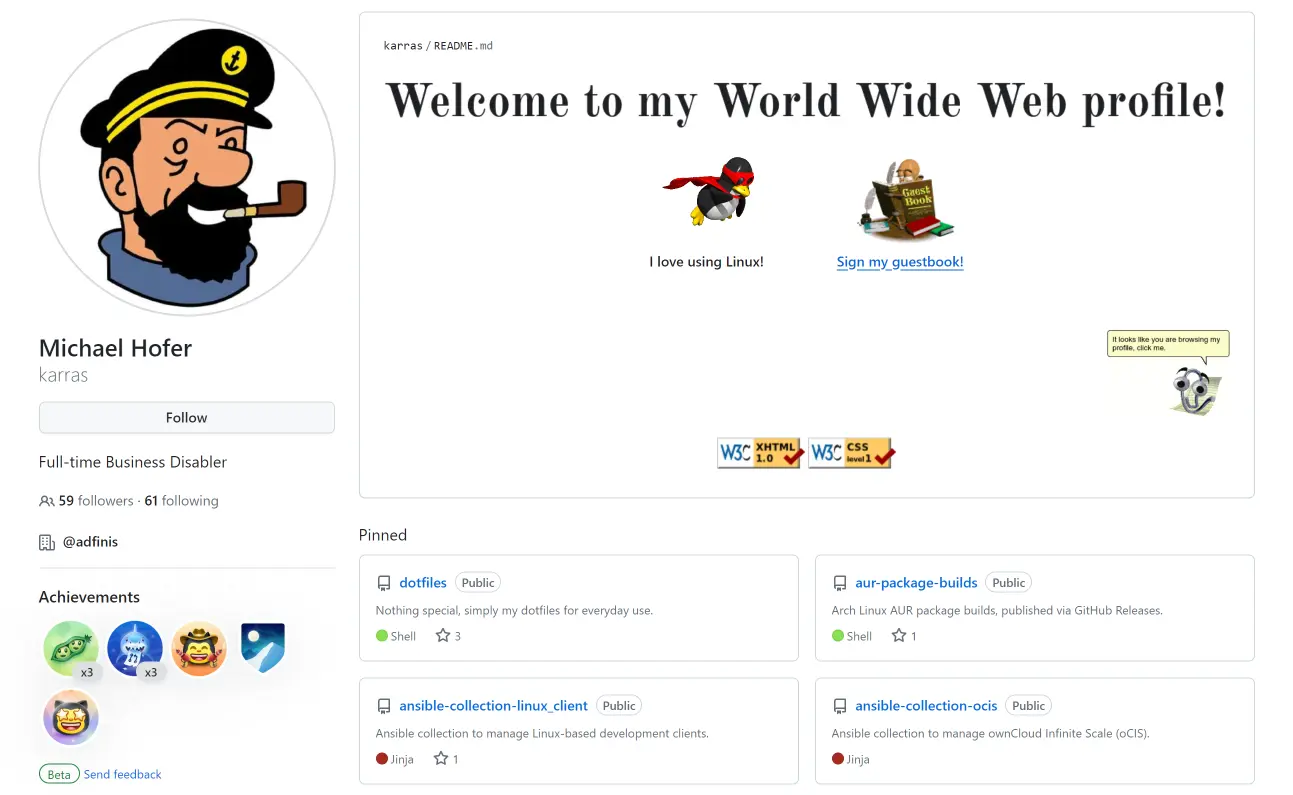 karras / README.md
Welcome to my World Wide Web profile!
Guest
Book
I love using Linux!
Sign my guestbook!
It looks like you are browsing my
profile, click me.
W3C XHTML 1.0
W3C CSS level 1
Michael Hofer
karras
Follow
Full-time Business Disabler
59 followers · 61 following
@adfinis
Achievements
x3
x3
Beta Send feedback
Pinned
dotfiles Public
Nothing special, simply my dotfiles for everyday use.
Shell 3
aur-package-builds Public
Arch Linux AUR package builds, published via GitHub Releases.
Shell 1
ansible-collection-linux_client Public
Ansible collection to manage Linux-based development clients.
Jinja 1
ansible-collection-ocis Public
Ansible collection to manage ownCloud Infinite Scale (oCIS).
Jinja